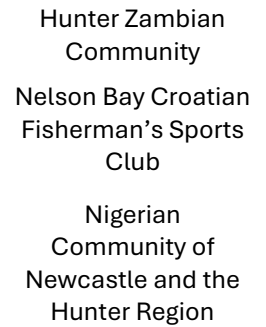 Hunter Zambian
Community
Nelson Bay Croatian
Fisherman’s Sports
Club
Nigerian
Community of
Newcastle and the
Hunter Region